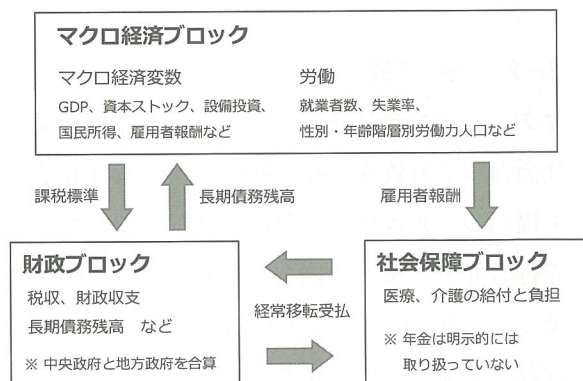 マクロ経済ブロック
マクロ経済変数
GDP、資本ストック、設備投資、
国民所得、雇用者報酬など
労働
就業者数、失業率、
性別・年齢階層別労働力人口など
課税標準
長期債務残高
雇用者報酬
財政ブロック
税収、財政収支
長期債務残高　など
※ 中央政府と地方政府を合算
経常移転受払
社会保障ブロック
医療、介護の給付と負担
※ 年金は明示的には
取り扱っていない